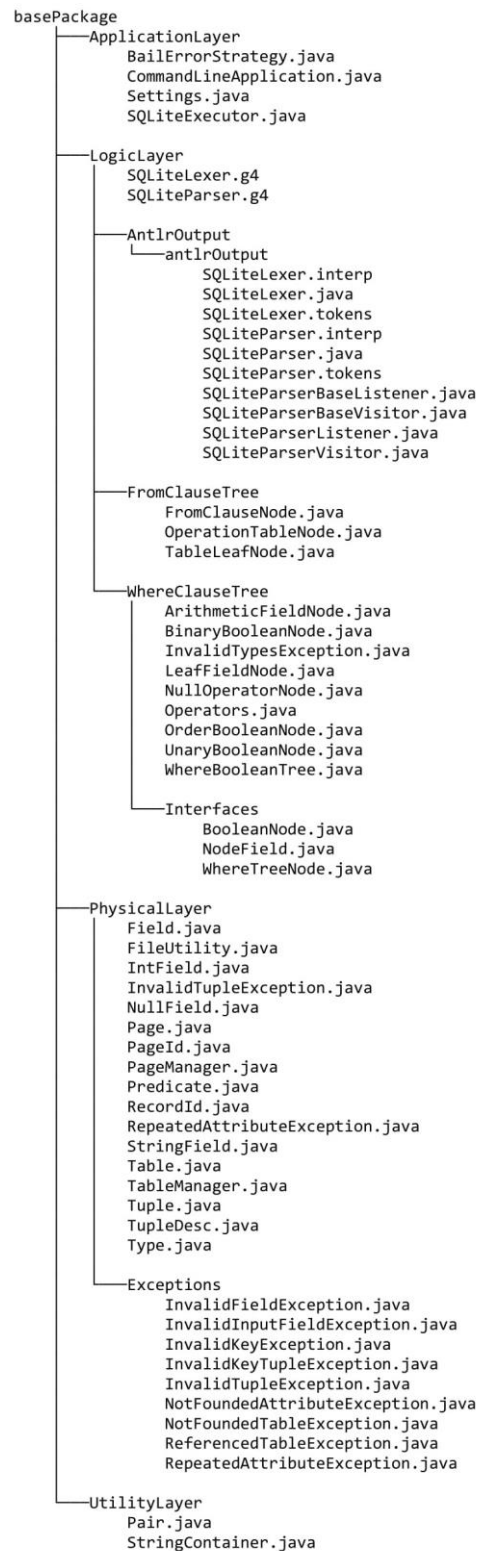 basePackage
ApplicationLayer
BailErrorStrategy.java
CommandLineApplication.java
Settings.java
SQLiteExecutor.java
LogicLayer
SQLiteLexer.g4
SQLiteParser.g4
AntlrOutput
antlrOutput
SQLiteLexer.interp
SQLiteLexer.java
SQLiteLexer.tokens
SQLiteParser.interp
SQLiteParser.java
SQLiteParser.tokens
SQLiteParserBaseListener.java
SQLiteParserBaseVisitor.java
SQLiteParserListener.java
SQLiteParserVisitor.java
FromClauseTree
FromClauseNode.java
OperationTableNode.java
TableLeafNode.java
WhereClauseTree
ArithmeticFieldNode.java
BinaryBooleanNode.java
InvalidTypesException.java
LeafFieldNode.java
NullOperatorNode.java
Operators.java
OrderBooleanNode.java
UnaryBooleanNode.java
WhereBooleanTree.java
Interfaces
BooleanNode.java
NodeField.java
WhereTreeNode.java
PhysicalLayer
Field.java
FileUtility.java
IntField.java
InvalidTupleException.java
NullField.java
Page.java
PageId.java
PageManager.java
Predicate.java
RecordId.java
RepeatedAttributeException.java
StringField.java
Table.java
TableManager.java
Tuple.java
TupleDesc.java
Type.java
Exceptions
InvalidFieldException.java
InvalidInputFieldException.java
InvalidKeyException.java
InvalidKeyTupleException.java
InvalidTupleException.java
NotFoundedAttributeException.java
NotFoundedTableException.java
ReferencedTableException.java
RepeatedAttributeException.java
UtilityLayer
Pair.java
StringContainer.java